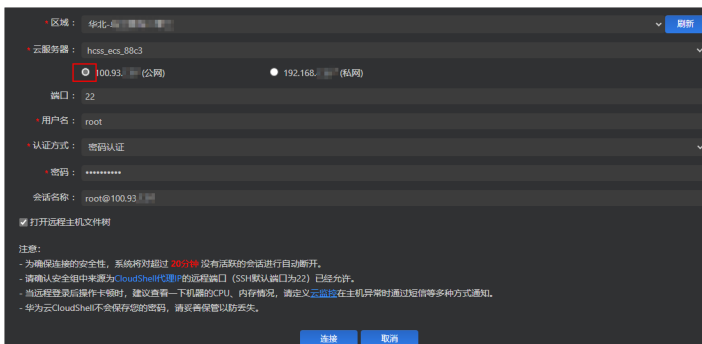 * 区域： 华北- 刷新
* 云服务器： hcss_ecs_88c3
100.93. (公网) 192.168. (私网)
端口： 22
* 用户名： root
* 认证方式： 密码认证
* 密码： ••••••••••
会话名称： root@100.93.
打开远程主机文件树
注意：
- 为确保连接的安全性，系统将对超过 20分钟 没有活跃的会话进行自动断开。
- 请确认安全组中来源为CloudShell代理IP的远程端口（SSH默认端口为22）已经允许。
- 当远程登录后操作卡顿时，建议查看一下机器的CPU、内存情况，请定义云监控在主机异常时通过短信等多种方式通知。
- 华为云CloudShell不会保存您的密码，请妥善保管以防丢失。
连接 取消